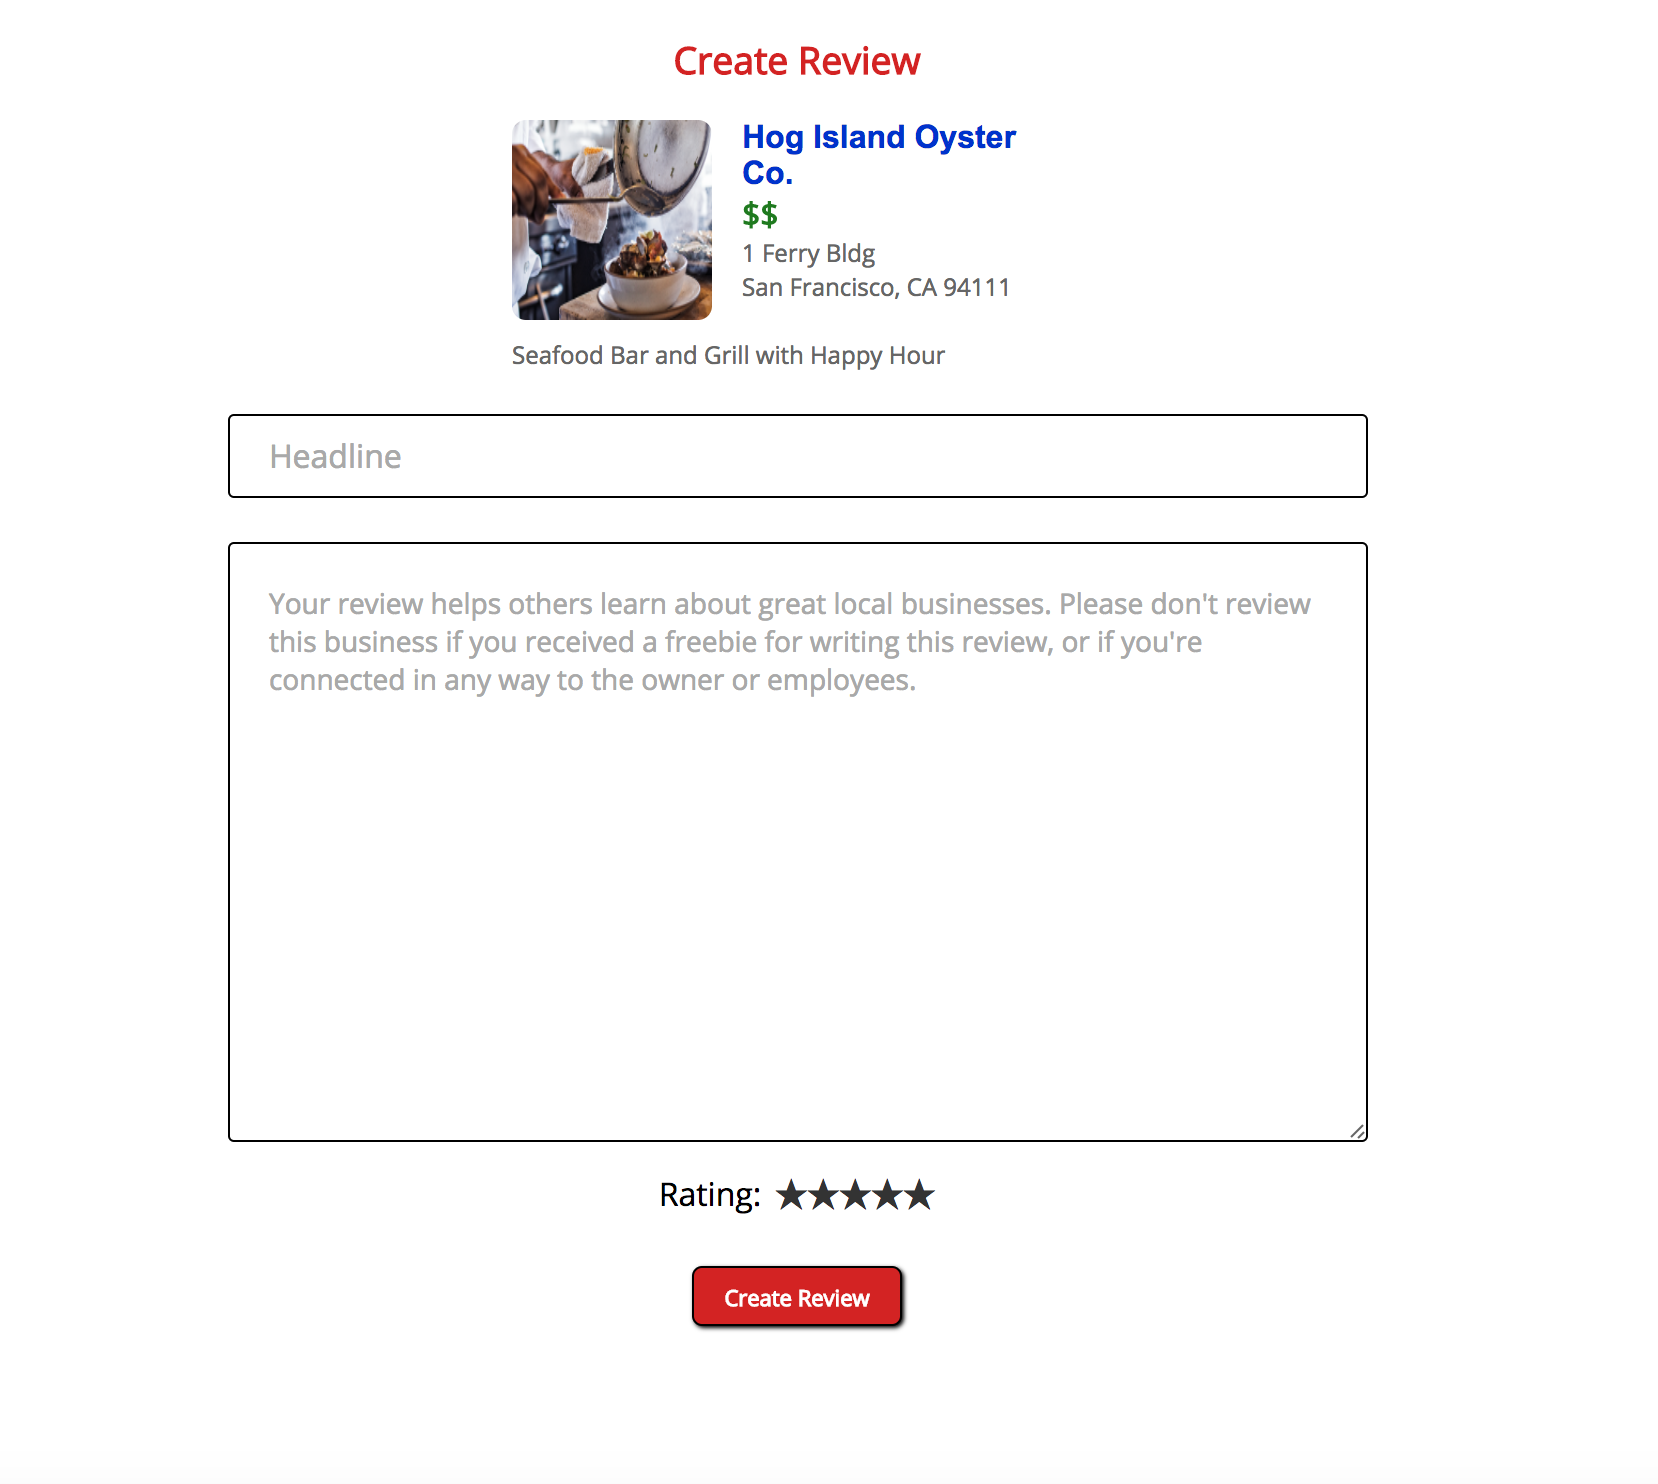 Create Review
Hog Island Oyster
Co.
$$
1 Ferry Bldg
San Francisco, CA 94111
Seafood Bar and Grill with Happy Hour
Headline
Your review helps others learn about great local businesses. Please don't review
this business if you received a freebie for writing this review, or if you're
connected in any way to the owner or employees.
Rating: ★★★★★
Create Review